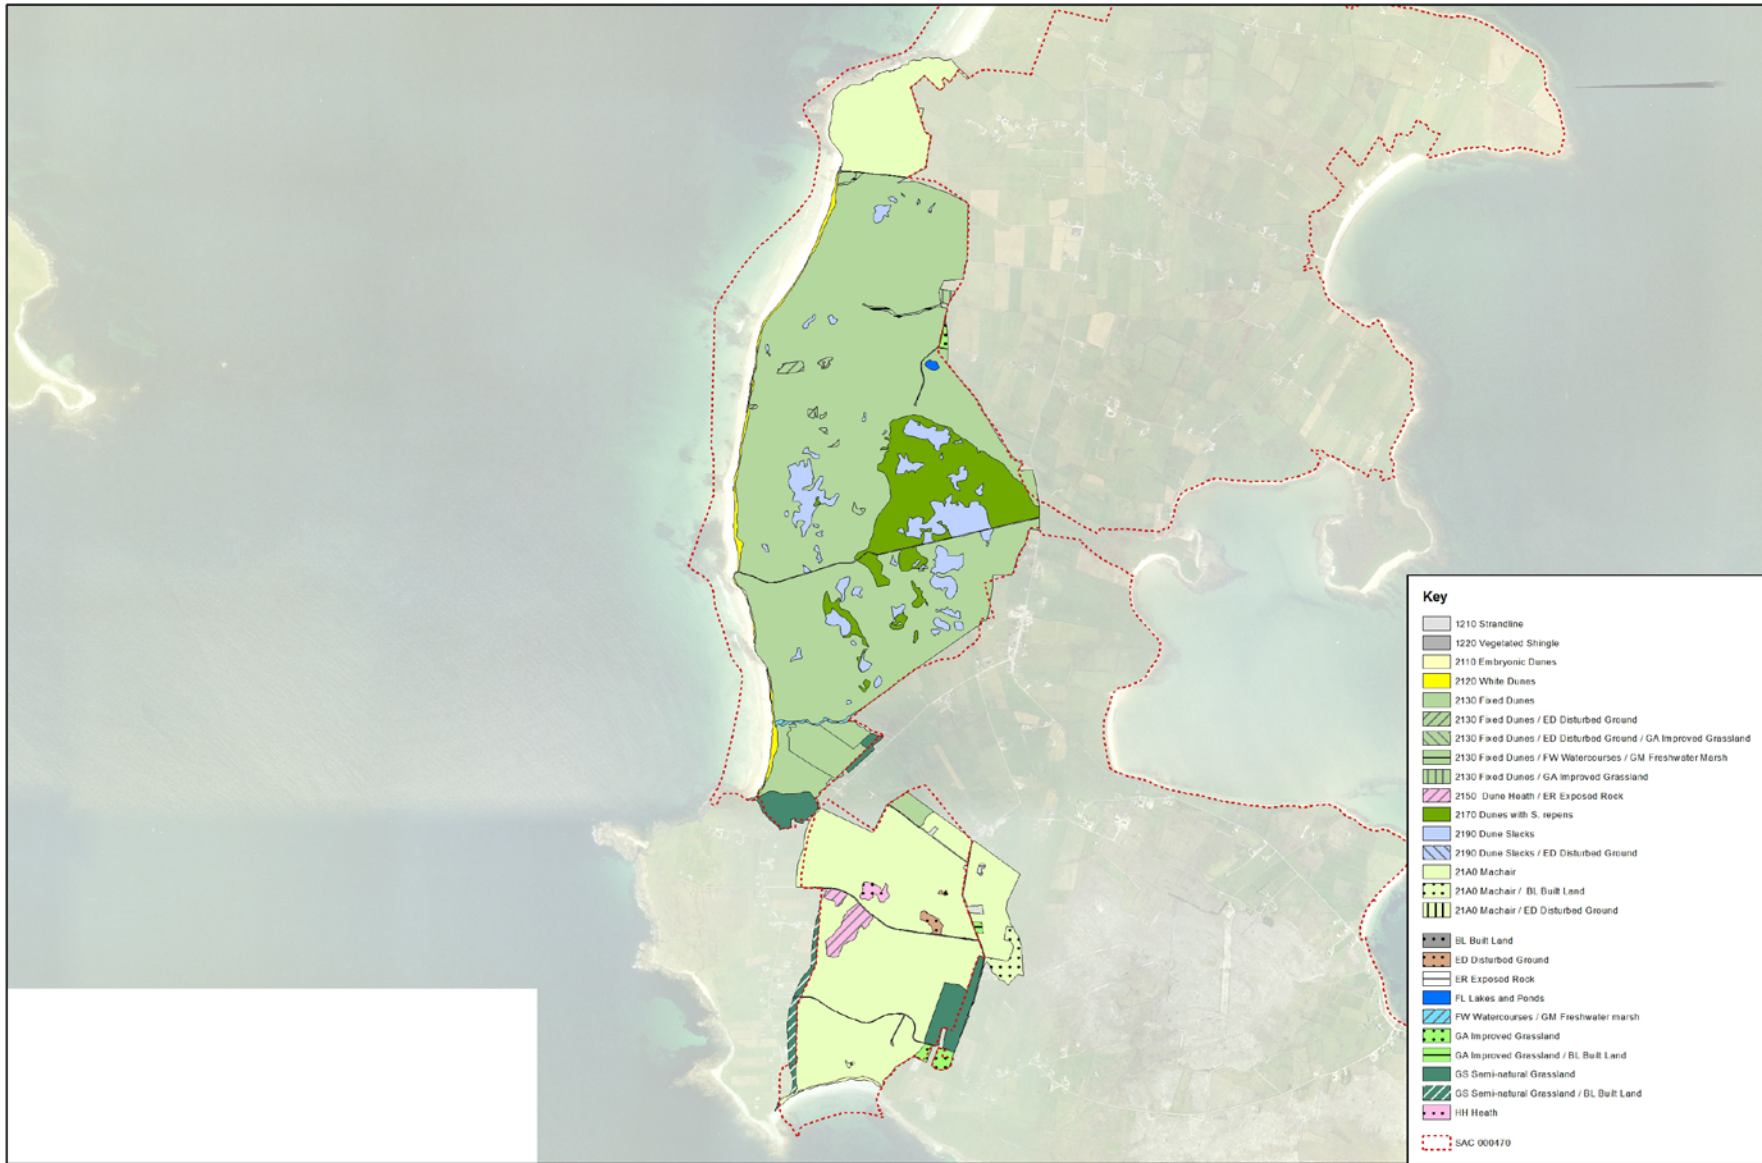 Key
1210 Strandline
1220 Vegetated Shingle
2110 Embryonic Dunes
2120 White Dunes
2130 Fixed Dunes
2130 Fixed Dunes / ED Disturbed Ground
2130 Fixed Dunes / ED Disturbed Ground / GA Improved Grassland
2130 Fixed Dunes / FW Watercourses / GM Freshwater Marsh
2130 Fixed Dunes / GA Improved Grassland
2150 Dune Heath / ER Exposed Rock
2170 Dunes with S. repens
2190 Dune Slacks
2190 Dune Slacks / ED Disturbed Ground
21A0 Machair
21A0 Machair / BL Built Land
21A0 Machair / ED Disturbed Ground
BL Built Land
ED Disturbed Ground
ER Exposed Rock
FL Lakes and Ponds
FW Watercourses / GM Freshwater marsh
GA Improved Grassland
GA Improved Grassland / BL Built Land
GS Semi-natural Grassland
GS Semi-natural Grassland / BL Built Land
HH Heath
SAC 000470